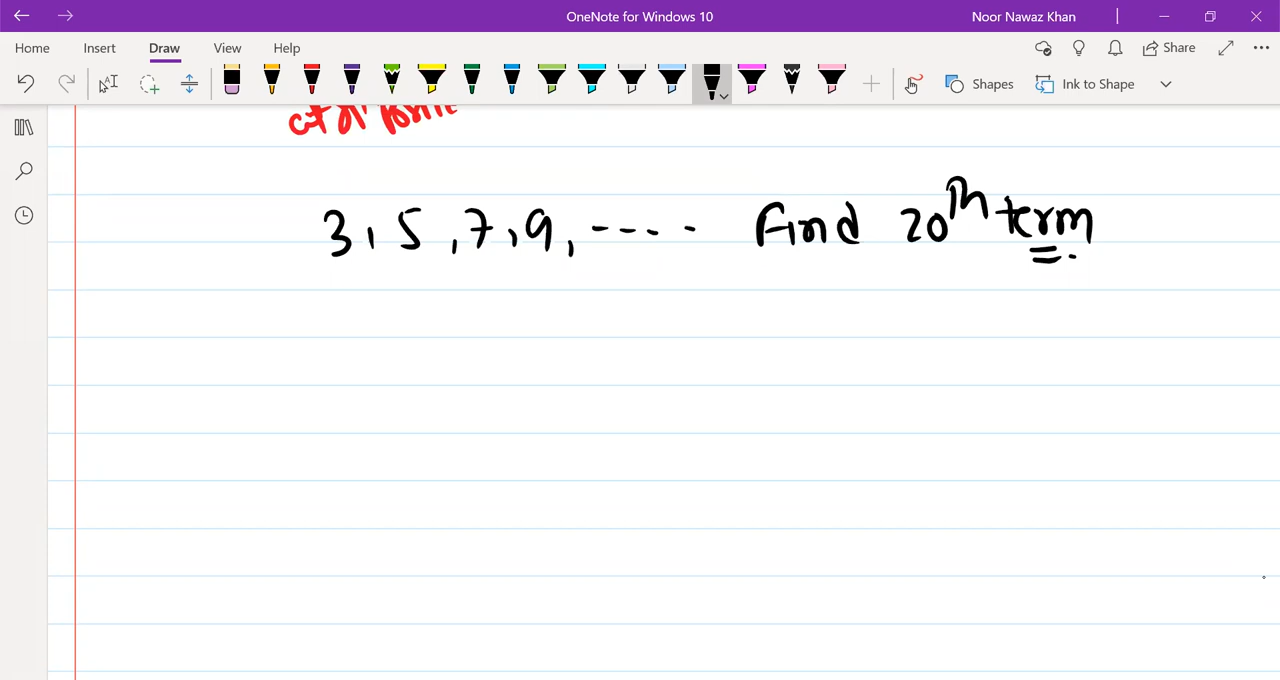 OneNote for Windows 10
Noor Nawaz Khan
Home Insert Draw View Help Share
Shapes Ink to Shape
3, 5, 7, 9, ----- Find 20th term